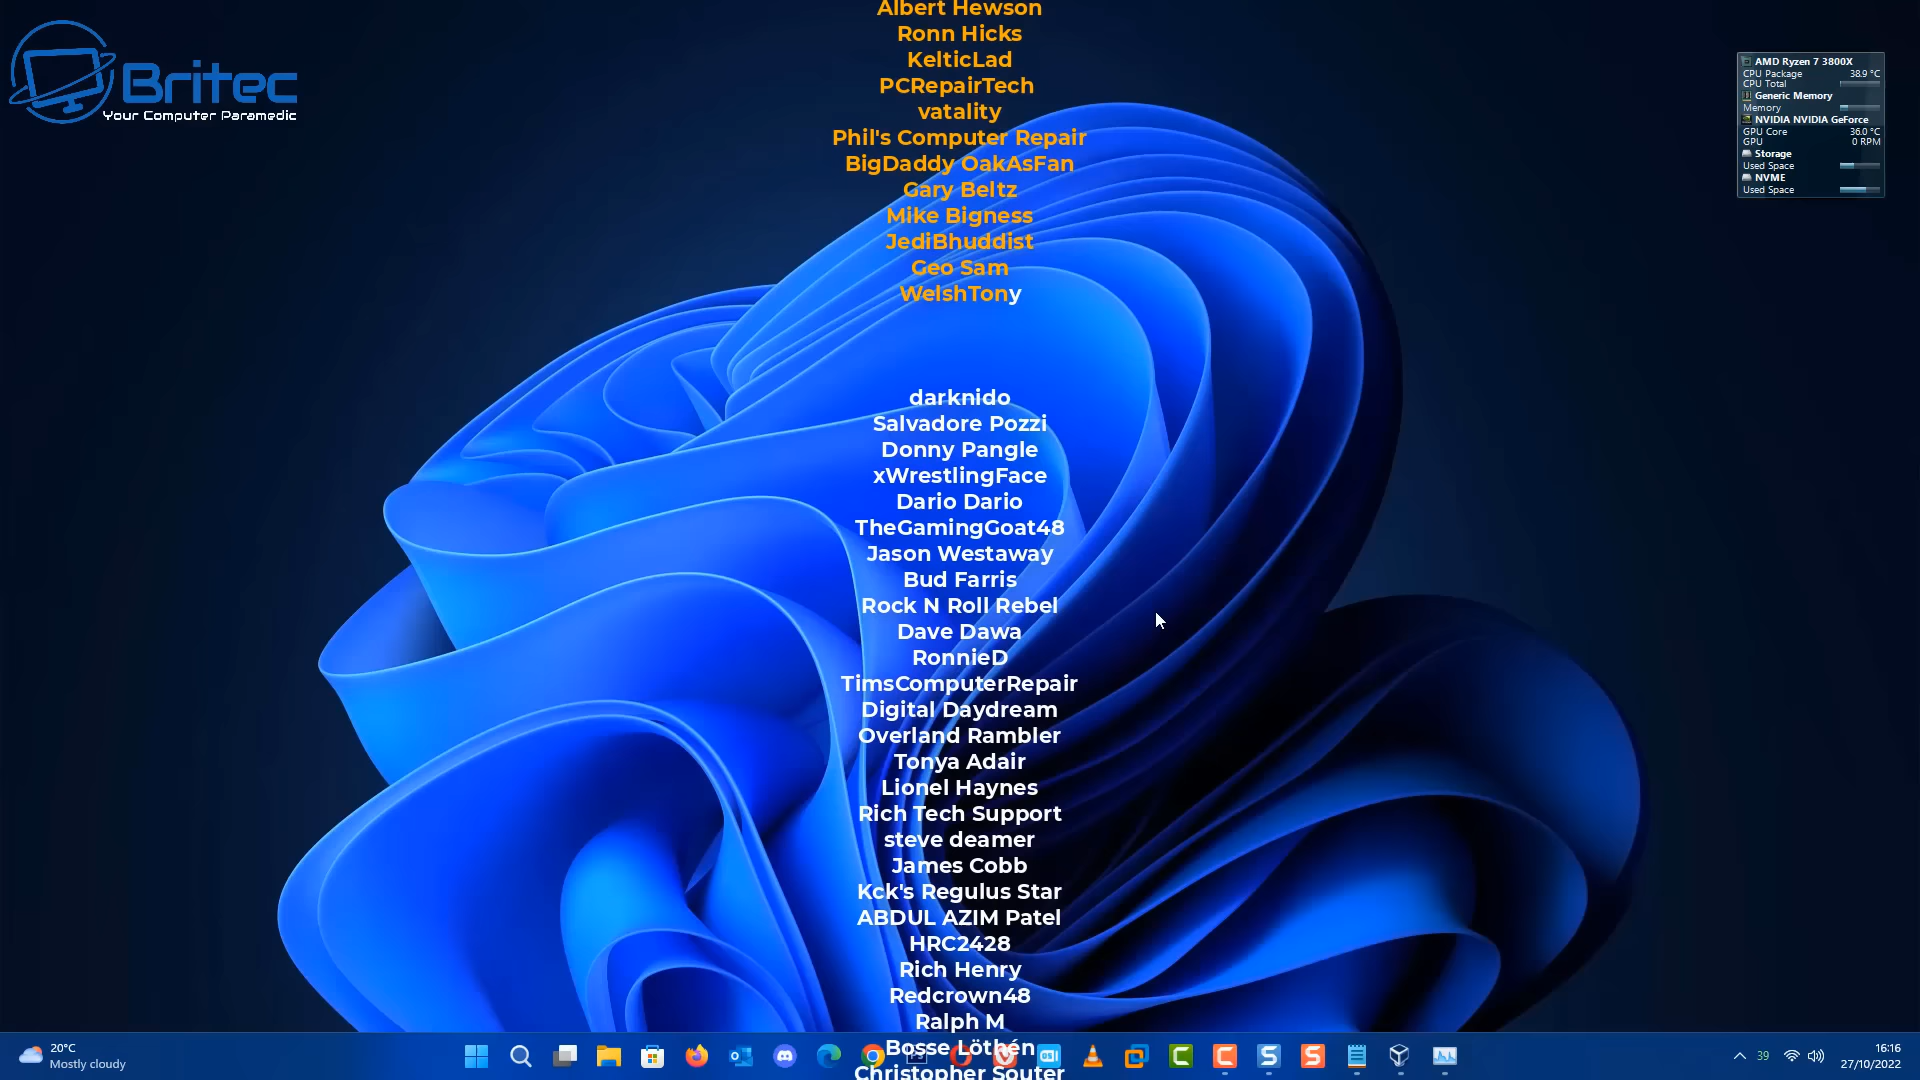 Albert Hewson
Ronn Hicks
KelticLad
PCRepairTech
vatality
Phil's Computer Repair
BigDaddy OakAsFan
Gary Beltz
Mike Bigness
JediBhuddist
Geo Sam
WelshTony
darknido
Salvadore Pozzi
Donny Pangle
xWrestlingFace
Dario Dario
TheGamingGoat48
Jason Westaway
Bud Farris
Rock N Roll Rebel
Dave Dawa
RonnieD
TimsComputerRepair
Digital Daydream
Overland Rambler
Tonya Adair
Lionel Haynes
Rich Tech Support
steve deamer
James Cobb
Kck's Regulus Star
ABDUL AZIM Patel
HRC2428
Rich Henry
Redcrown48
Ralph M
Bosse Löthén
Christopher Souter
Britec
Your Computer Paramedic
AMD Ryzen 7 3800X
CPU Package 38.9 °C
CPU Total
Generic Memory
Memory
NVIDIA NVIDIA GeForce
GPU Core 36.0 °C
GPU 0 RPM
Storage
Used Space
NVME
Used Space
20°C
Mostly cloudy
39
16:16
27/10/2022